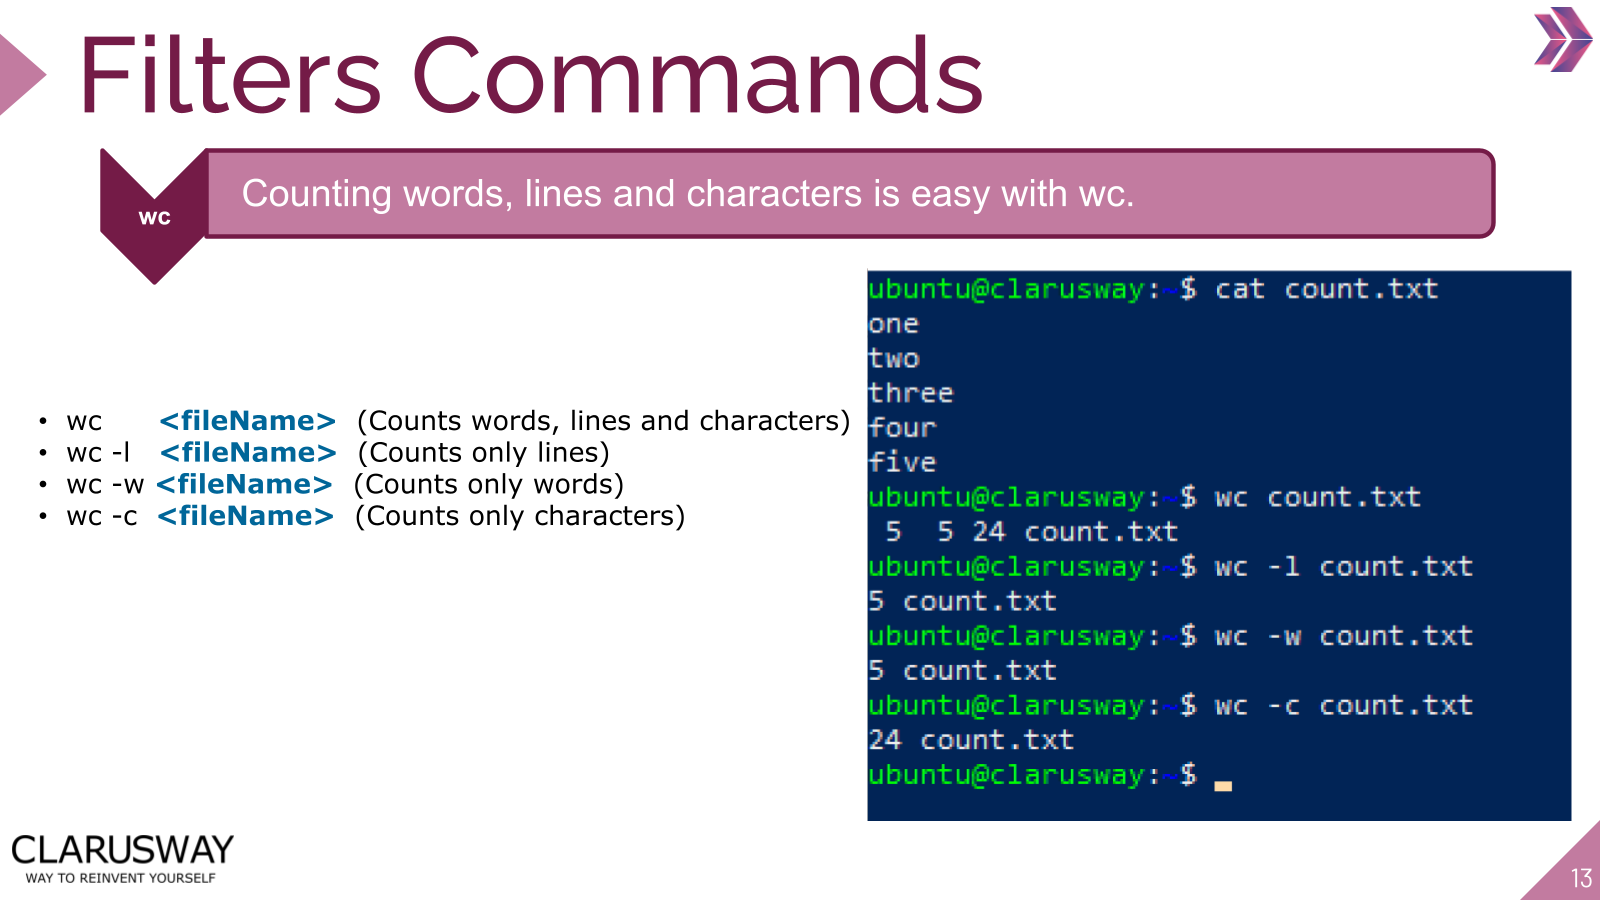 Filters Commands
wc
Counting words, lines and characters is easy with wc.
• wc <fileName> (Counts words, lines and characters)
• wc -l <fileName> (Counts only lines)
• wc -w <fileName> (Counts only words)
• wc -c <fileName> (Counts only characters)
ubuntu@clarusway:~$ cat count.txt
one
two
three
four
five
ubuntu@clarusway:~$ wc count.txt
 5  5 24 count.txt
ubuntu@clarusway:~$ wc -l count.txt
5 count.txt
ubuntu@clarusway:~$ wc -w count.txt
5 count.txt
ubuntu@clarusway:~$ wc -c count.txt
24 count.txt
ubuntu@clarusway:~$
CLARUSWAY
WAY TO REINVENT YOURSELF
13